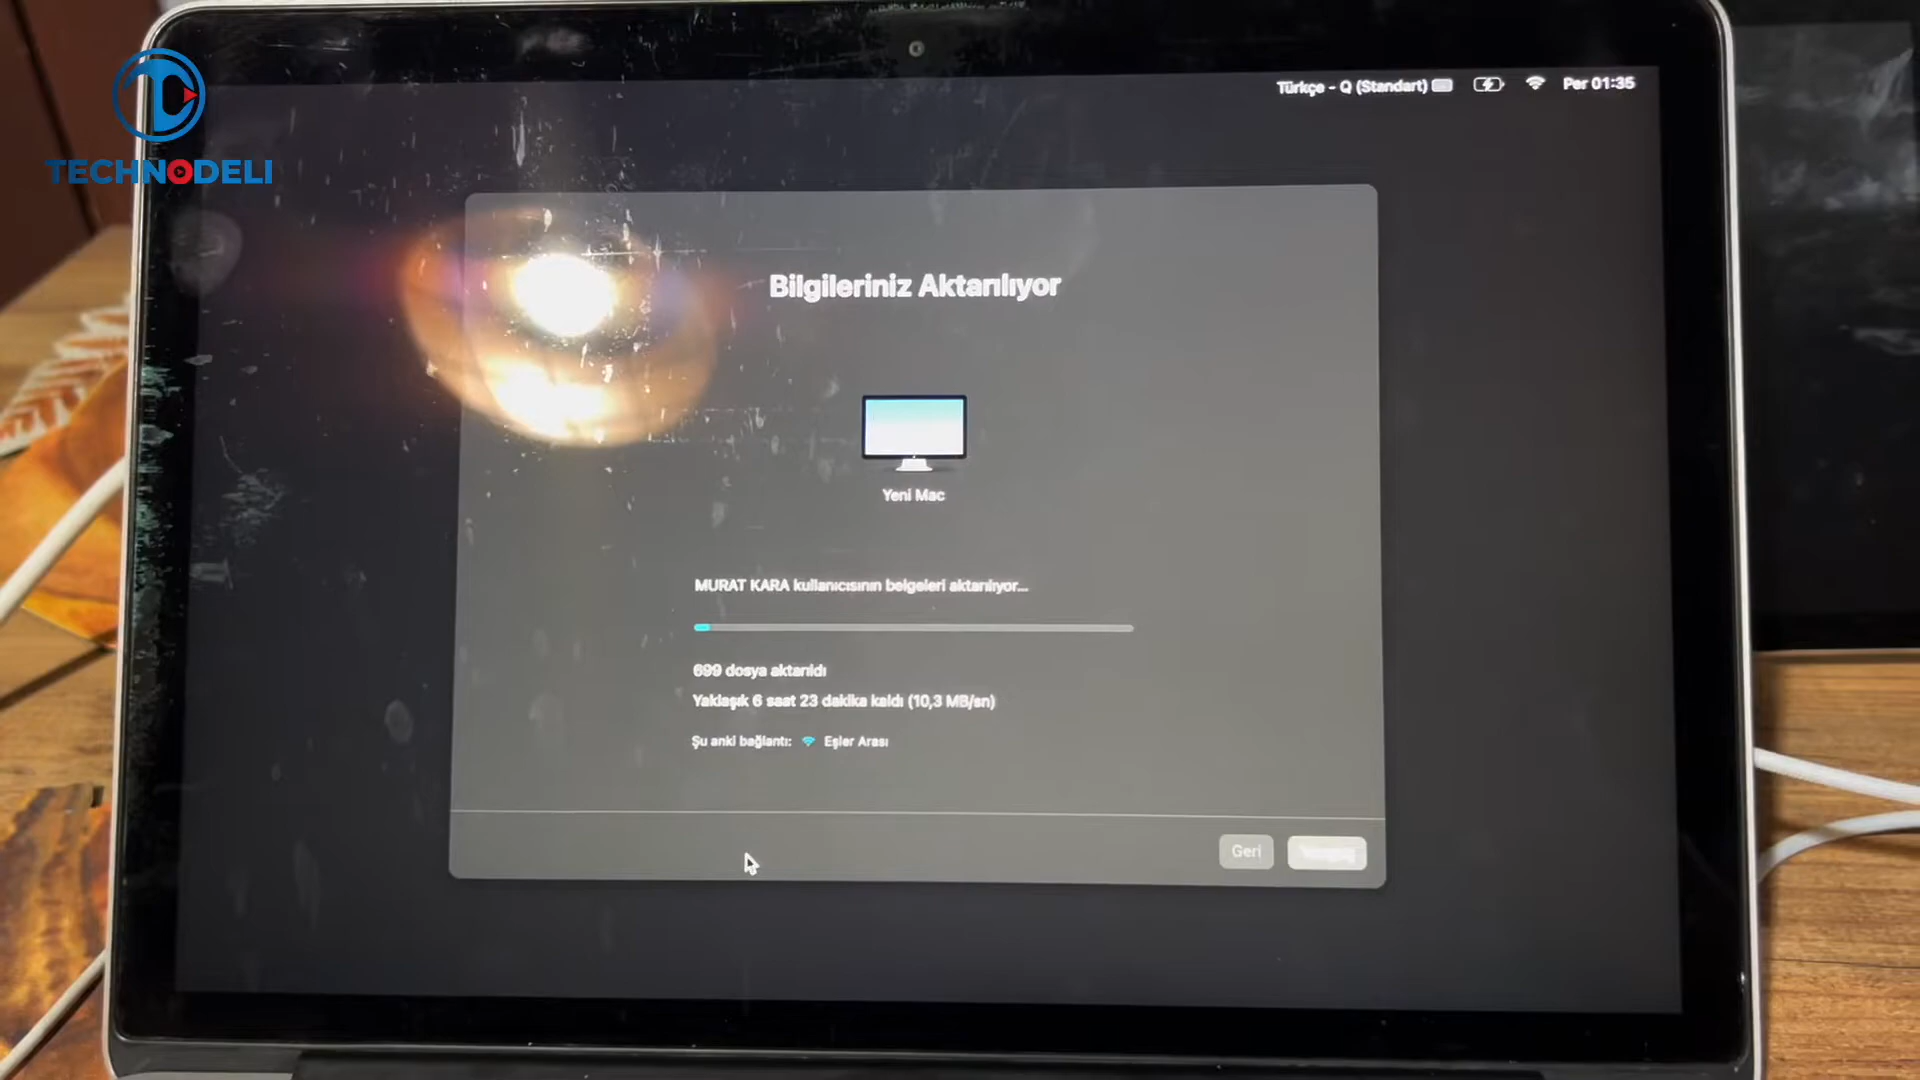 TECHNODELI
Türkçe - Q (Standart)
Per 01:35
Bilgileriniz Aktarılıyor
Yeni Mac
MURAT KARA kullanıcısının belgeleri aktarılıyor...
699 dosya aktarıldı
Yaklaşık 6 saat 23 dakika kaldı (10,3 MB/sn)
Şu anki bağlantı: Eşler Arası
Geri